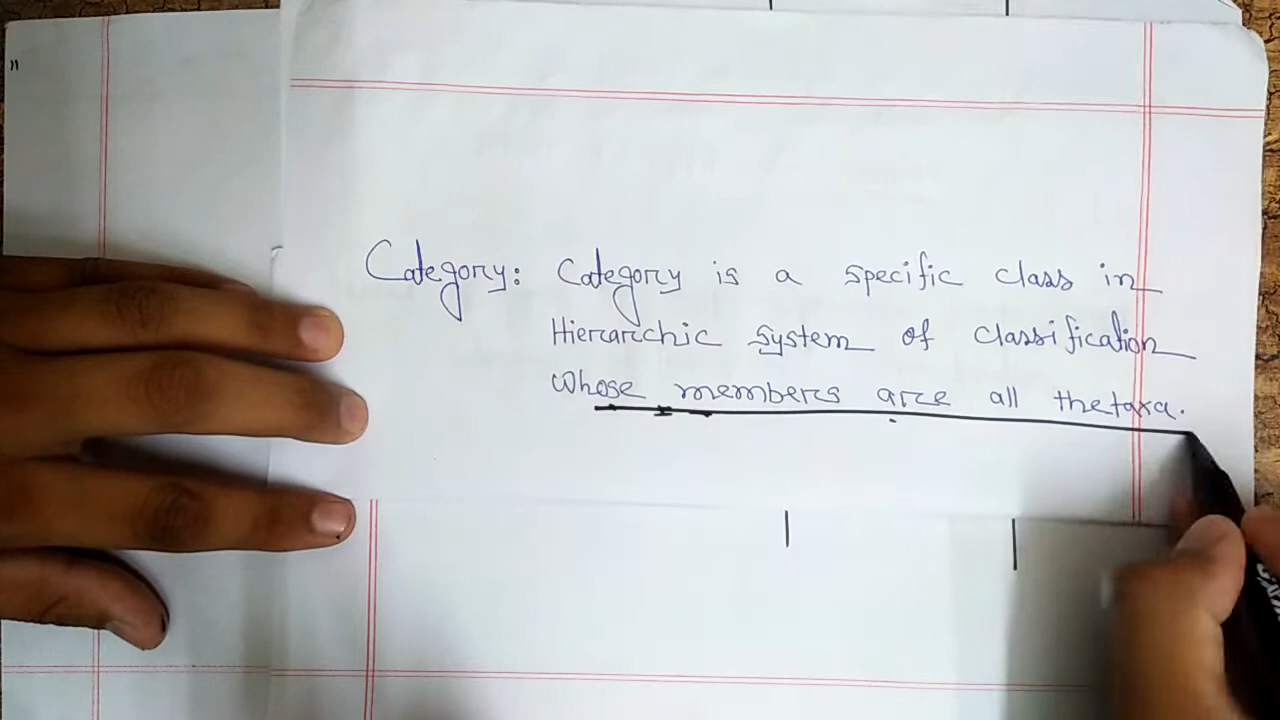 "
Category: Category is a specific class in
Hierarchic system of classification
whose members are all the taxa.